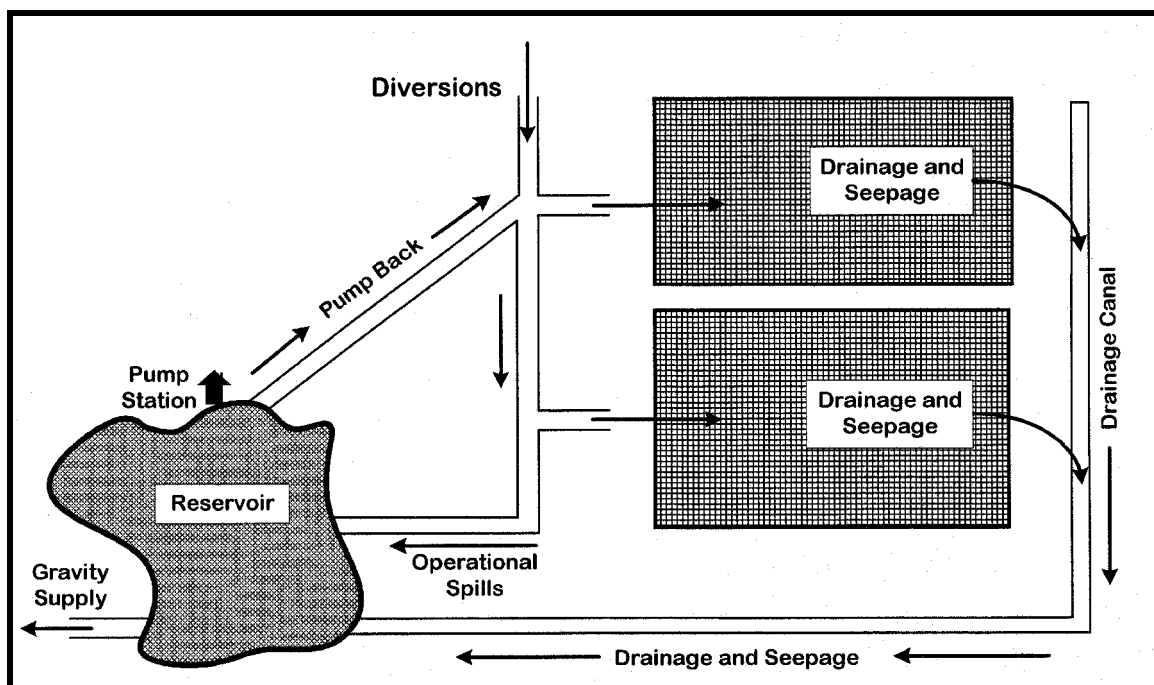 Diversions
Drainage and
Seepage
Pump Back
Drainage Canal
Pump
Station
Drainage and
Seepage
Reservoir
Operational
Spills
Gravity
Supply
Drainage and Seepage